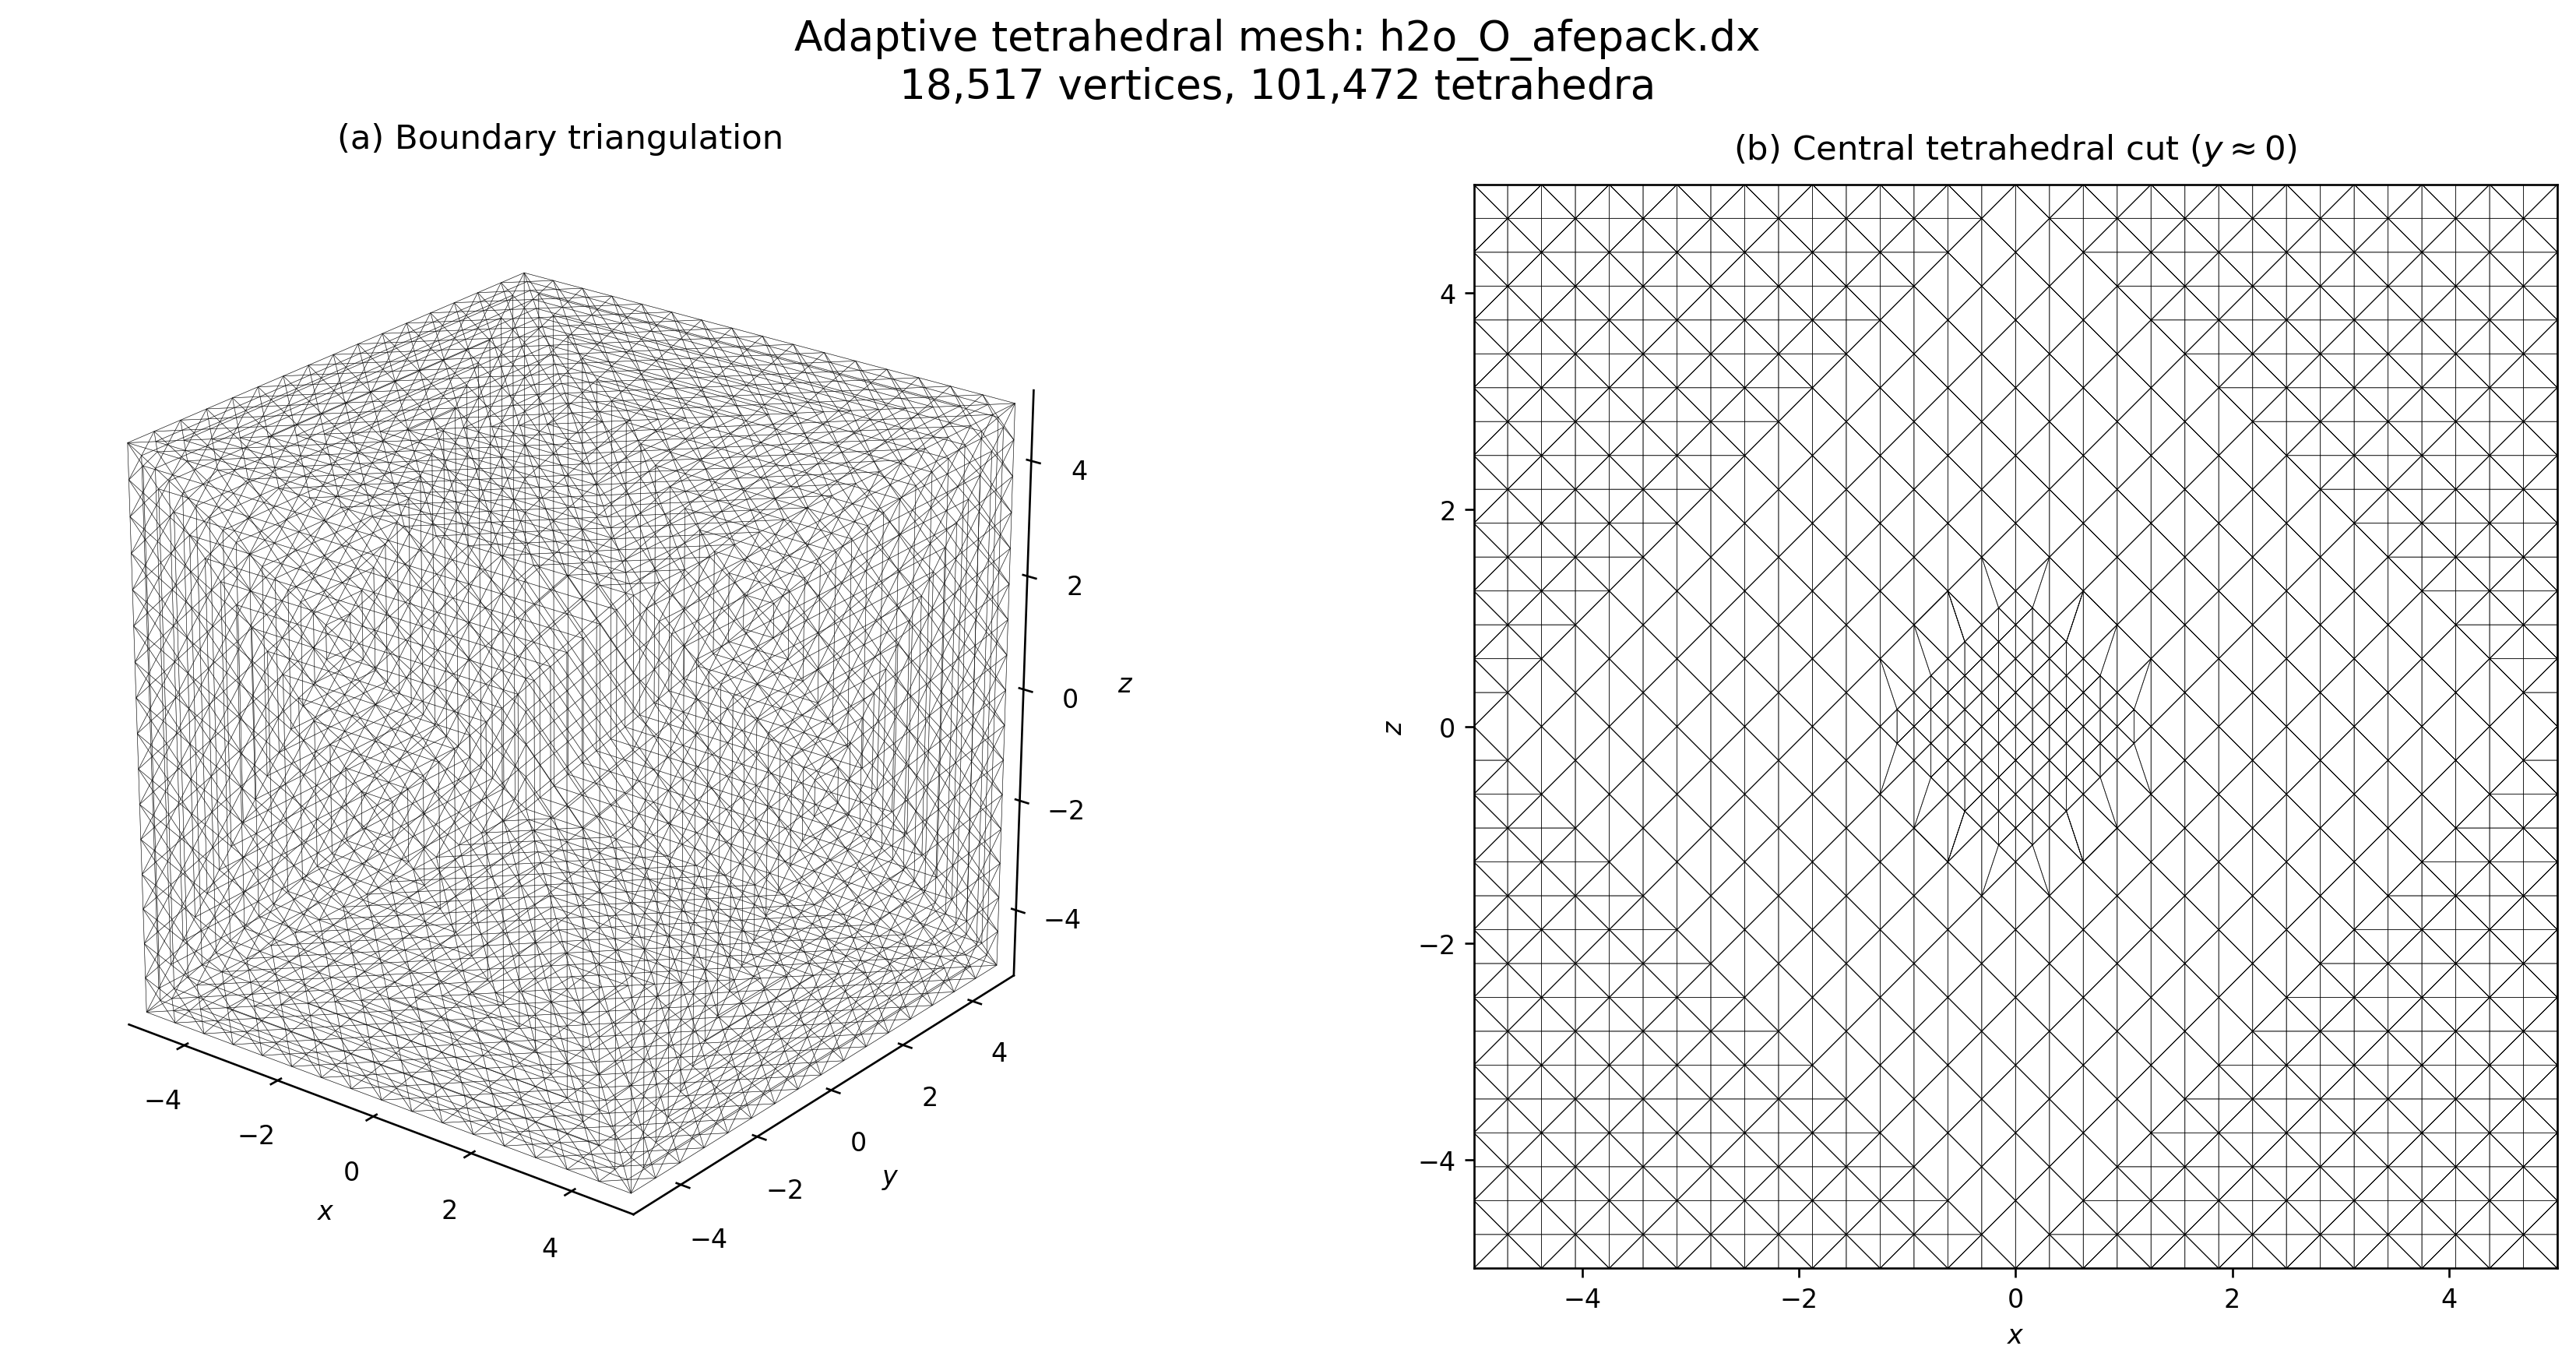 Adaptive tetrahedral mesh: h2o_O_afepack.dx
18,517 vertices, 101,472 tetrahedra
(a) Boundary triangulation
4
2
0
z
−2
−4
−4
−2
0
2
4
x
−4
−2
0
2
4
y
(b) Central tetrahedral cut (y ≈ 0)
4
2
0
−2
−4
z
−4
−2
0
2
4
x